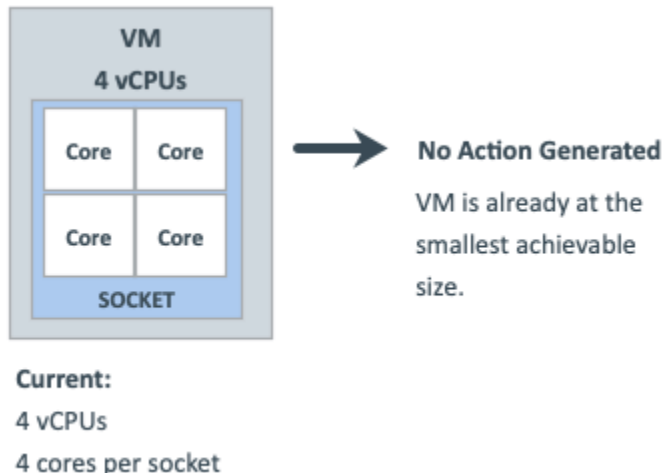 VM
4 vCPUs
Core Core
Core Core
SOCKET
No Action Generated
VM is already at the
smallest achievable
size.
Current:
4 vCPUs
4 cores per socket